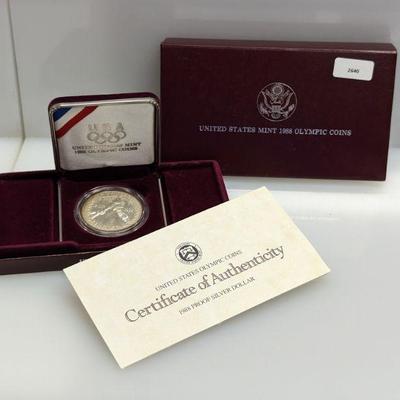 2640
UNITED STATES MINT 1988 OLYMPIC COINS
USA
UNITED STATES MINT
1988 OLYMPIC COINS
UNITED STATES OLYMPIC COINS
Certificate of Authenticity
1988 PROOF SILVER DOLLAR